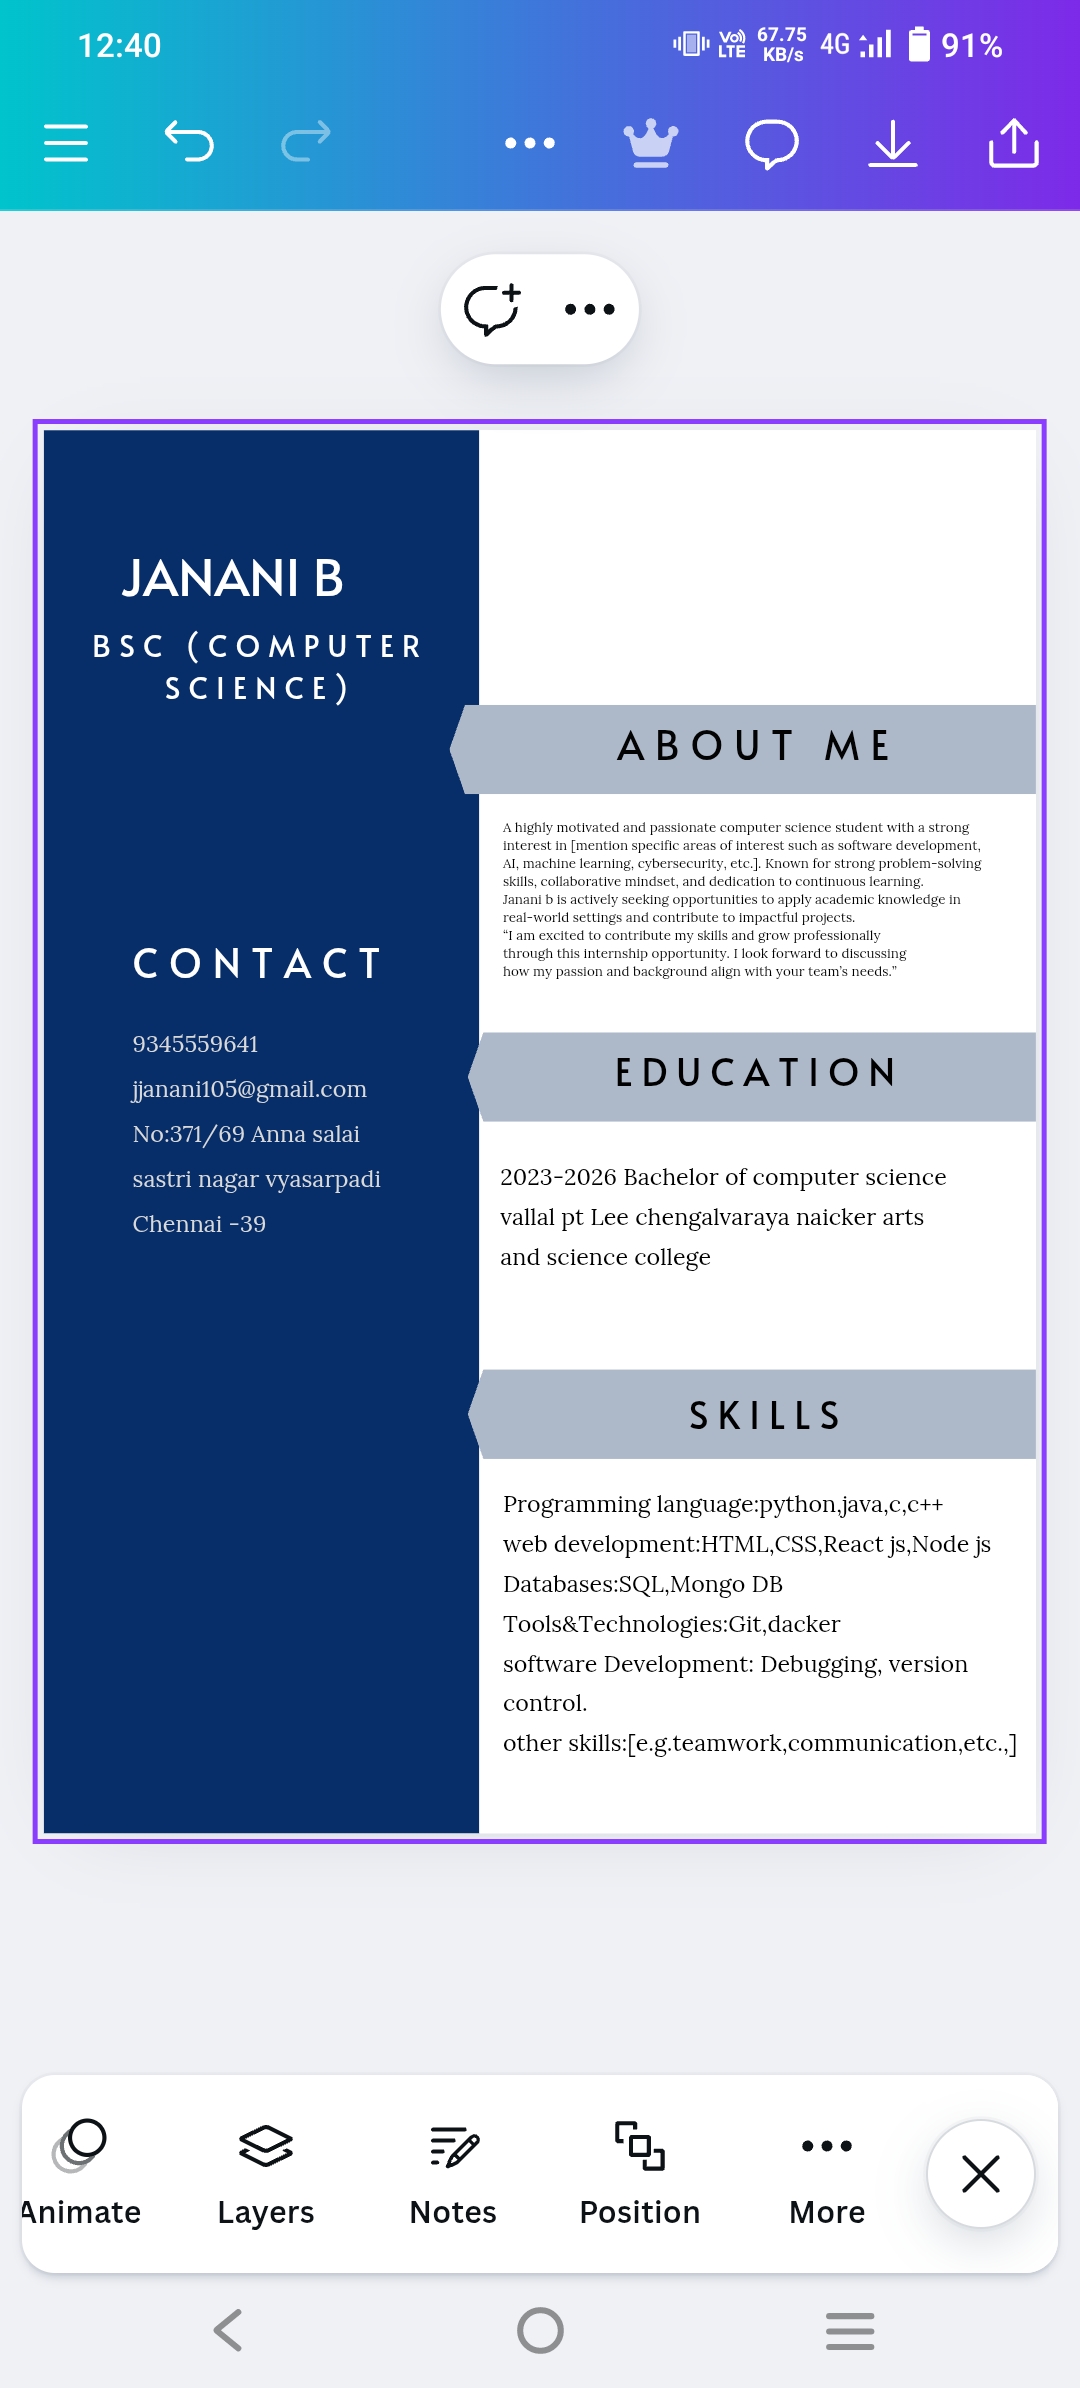 12:40
Vo)) LTE 67.75 KB/s 4G 91%
JANANI B
BSC (COMPUTER
SCIENCE)
CONTACT
9345559641
jjanani105@gmail.com
No:371/69 Anna salai
sastri nagar vyasarpadi
Chennai -39
ABOUT ME
A highly motivated and passionate computer science student with a strong
interest in [mention specific areas of interest such as software development,
AI, machine learning, cybersecurity, etc.]. Known for strong problem-solving
skills, collaborative mindset, and dedication to continuous learning.
Janani b is actively seeking opportunities to apply academic knowledge in
real-world settings and contribute to impactful projects.
“I am excited to contribute my skills and grow professionally
through this internship opportunity. I look forward to discussing
how my passion and background align with your team’s needs.”
EDUCATION
2023-2026 Bachelor of computer science
vallal pt Lee chengalvaraya naicker arts
and science college
SKILLS
Programming language:python,java,c,c++
web development:HTML,CSS,React js,Node js
Databases:SQL,Mongo DB
Tools&Technologies:Git,dacker
software Development: Debugging, version
control.
other skills:[e.g.teamwork,communication,etc.,]
Animate Layers Notes Position More